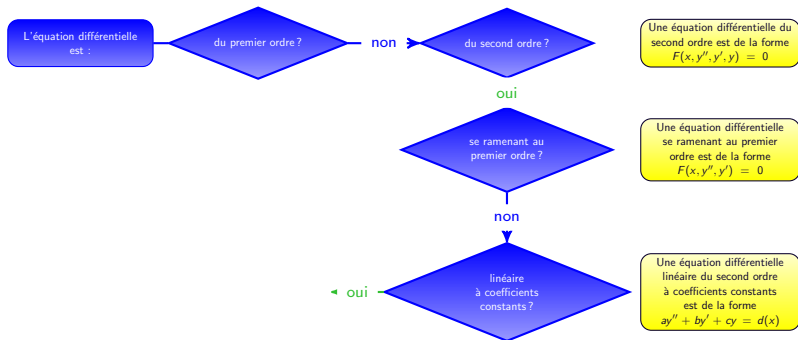 L'équation différentielle
est :
du premier ordre ?
non
du second ordre ?
Une équation différentielle du
second ordre est de la forme
F(x, y'', y', y) = 0
oui
se ramenant au
premier ordre ?
Une équation différentielle
se ramenant au premier
ordre est de la forme
F(x, y'', y') = 0
non
oui
linéaire
à coefficients
constants ?
Une équation différentielle
linéaire du second ordre
à coefficients constants
est de la forme
ay'' + by' + cy = d(x)